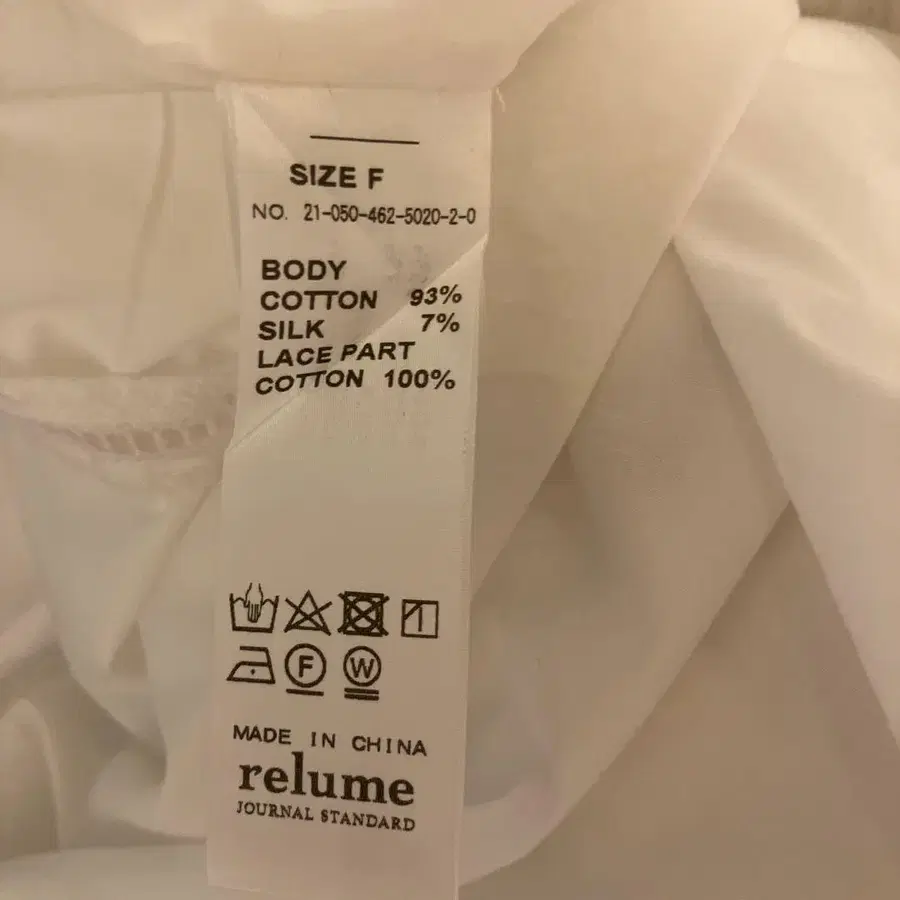 SIZE F
NO. 21-050-462-5020-2-0
BODY
COTTON 93%
SILK 7%
LACE PART
COTTON 100%
F W
MADE IN CHINA
relume
JOURNAL STANDARD